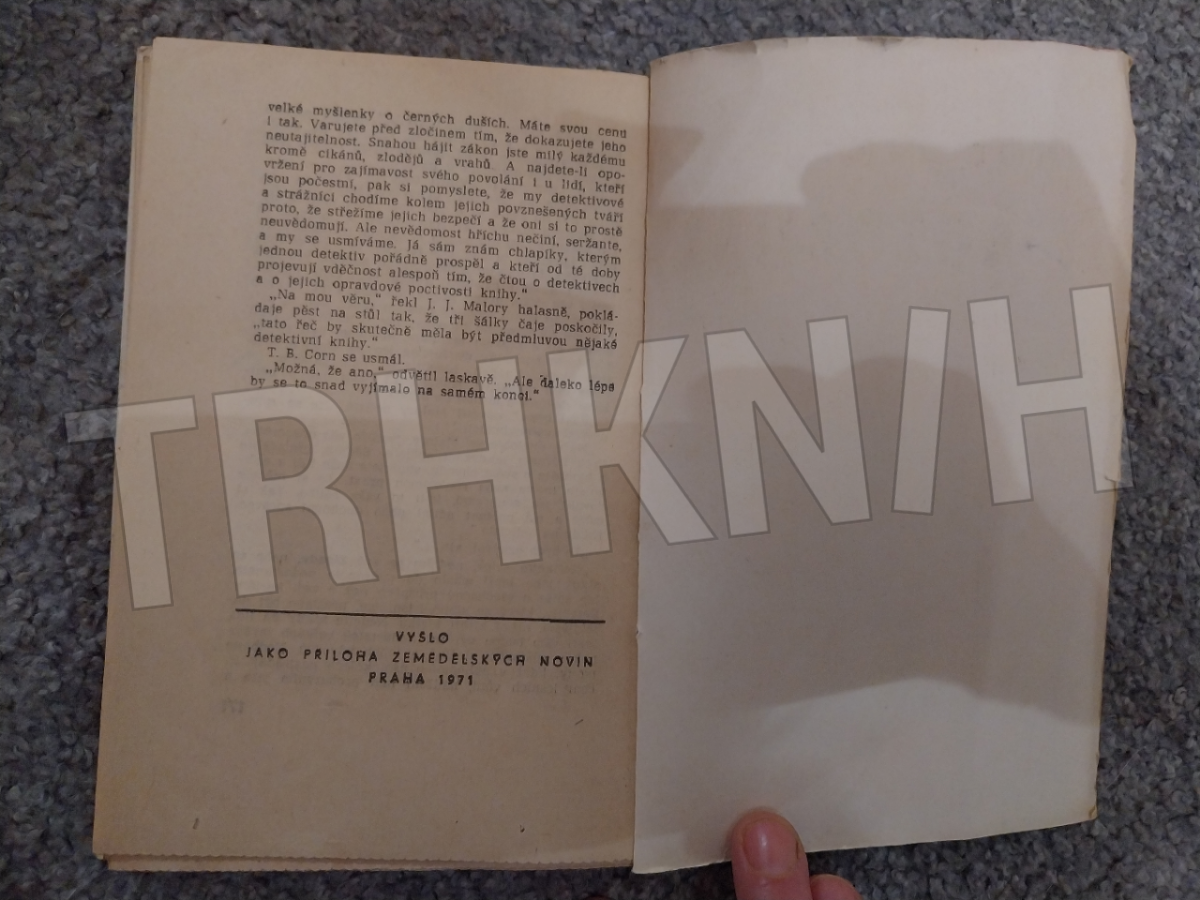 velké myšlenky o černých duších. Máte svou cenu
i tak. Varujete před zločinem tím, že dokazujete jeho
neutajitelnost. Snahou hájit zákon jste milý každému
kromě cikánů, zlodějů a vrahů. A najdete-li opo-
vržení pro zajímavost svého povolání i u lidí, kteří
jsou počestní, pak si pomyslete, že my detektivové
a strážníci chodíme kolem jejich povznešených tváří
proto, že střežíme jejich bezpečí a že oni si to prostě
neuvědomují. Ale nevědomost hříchu nečiní, seržante,
a my se usmíváme. Já sám znám chlapíky, kterým
jednou detektiv pořádně prospěl a kteří od té doby
projevují vděčnost alespoň tím, že čtou o detektivech
a o jejich opravdové poctivosti knihy."
„Na mou věru," řekl J. J. Malory halasně, poklá-
daje pěst na stůl tak, že tři šálky čaje poskočily,
„tato řeč by skutečně měla být předmluvou nějaké
detektivní knihy."
T. B. Corn se usmál.
„Možná, že ano," odvětil laskavě. „Ale daleko lépe
by se to snad vyjímalo na samém konci."
TRHKNIH
VYŠLO
JAKO PŘÍLOHA ZEMĚDĚLSKÝCH NOVIN
PRAHA 1971